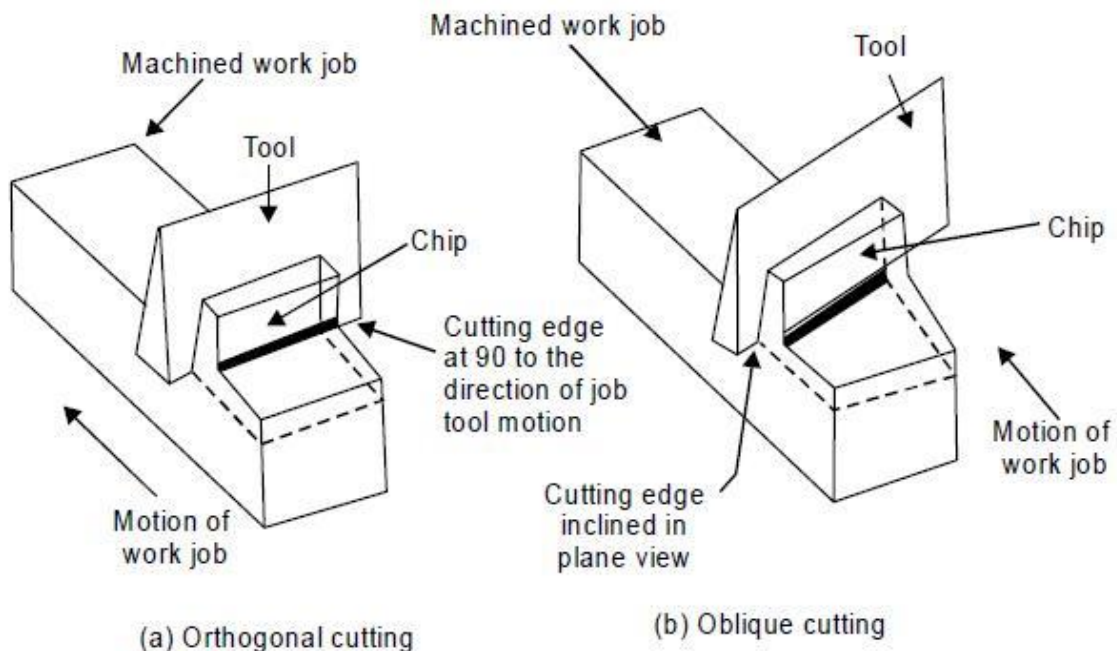 Machined work job
Tool
Chip
Cutting edge
at 90 to the
direction of job
tool motion
Motion of
work job
(a) Orthogonal cutting
Machined work job
Tool
Chip
Motion of
work job
Cutting edge
inclined in
plane view
(b) Oblique cutting